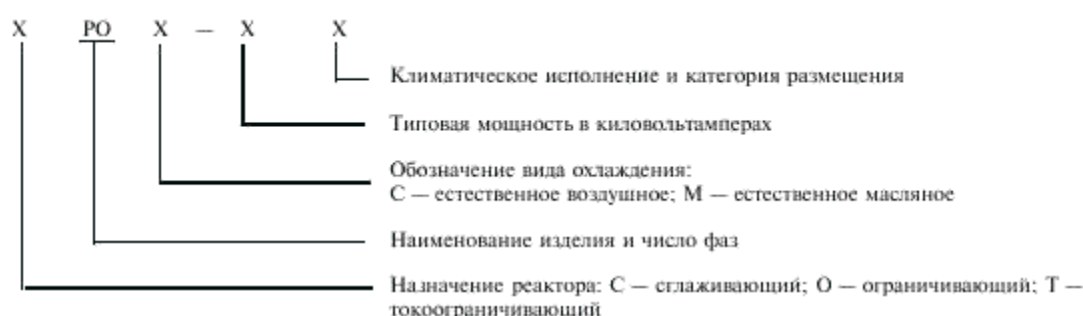 Х РО Х — Х Х
Климатическое исполнение и категория размещения
Типовая мощность в киловольтамперах
Обозначение вида охлаждения:
С — естественное воздушное; М — естественное масляное
Наименование изделия и число фаз
Назначение реактора: С — сглаживающий; О — ограничивающий; Т —
токоограничивающий